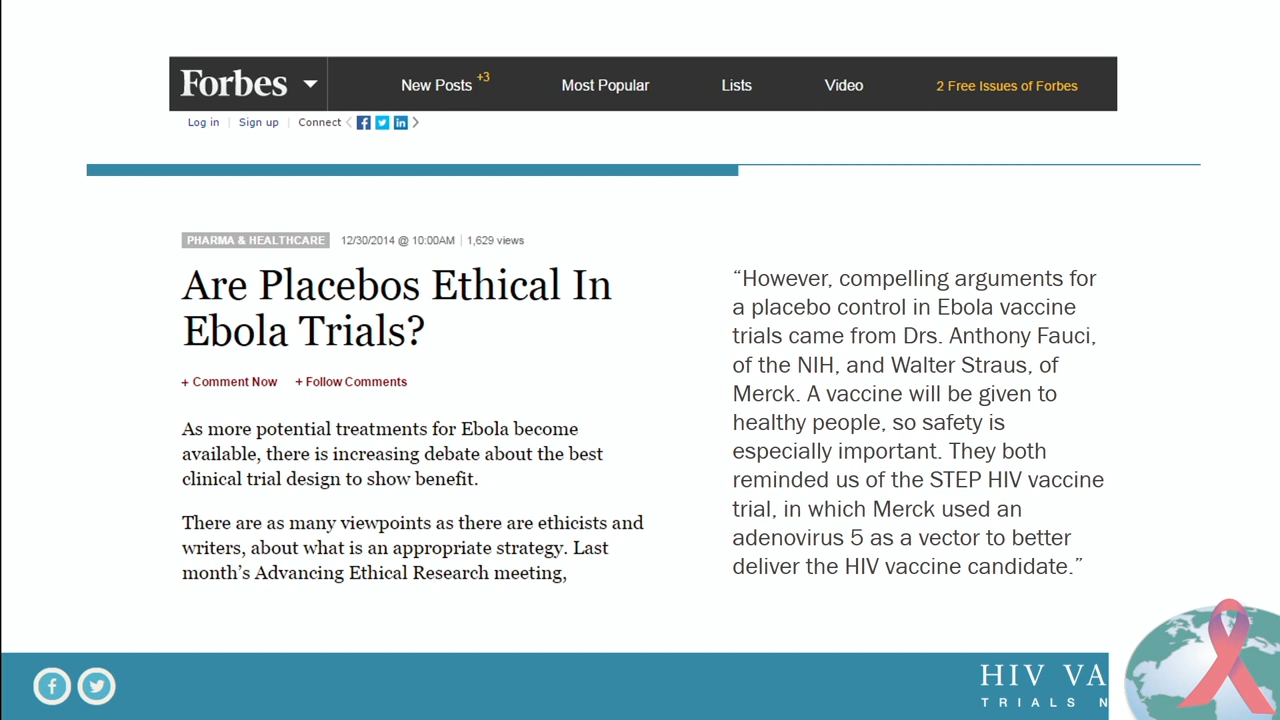 Forbes
New Posts +3
Most Popular
Lists
Video
2 Free Issues of Forbes
Log in | Sign up | Connect
PHARMA & HEALTHCARE 12/30/2014 @ 10:00AM | 1,629 views
Are Placebos Ethical In
Ebola Trials?
+ Comment Now + Follow Comments
As more potential treatments for Ebola become
available, there is increasing debate about the best
clinical trial design to show benefit.
There are as many viewpoints as there are ethicists and
writers, about what is an appropriate strategy. Last
month’s Advancing Ethical Research meeting,
“However, compelling arguments for
a placebo control in Ebola vaccine
trials came from Drs. Anthony Fauci,
of the NIH, and Walter Straus, of
Merck. A vaccine will be given to
healthy people, so safety is
especially important. They both
reminded us of the STEP HIV vaccine
trial, in which Merck used an
adenovirus 5 as a vector to better
deliver the HIV vaccine candidate.”
HIV VA
TRIALS N